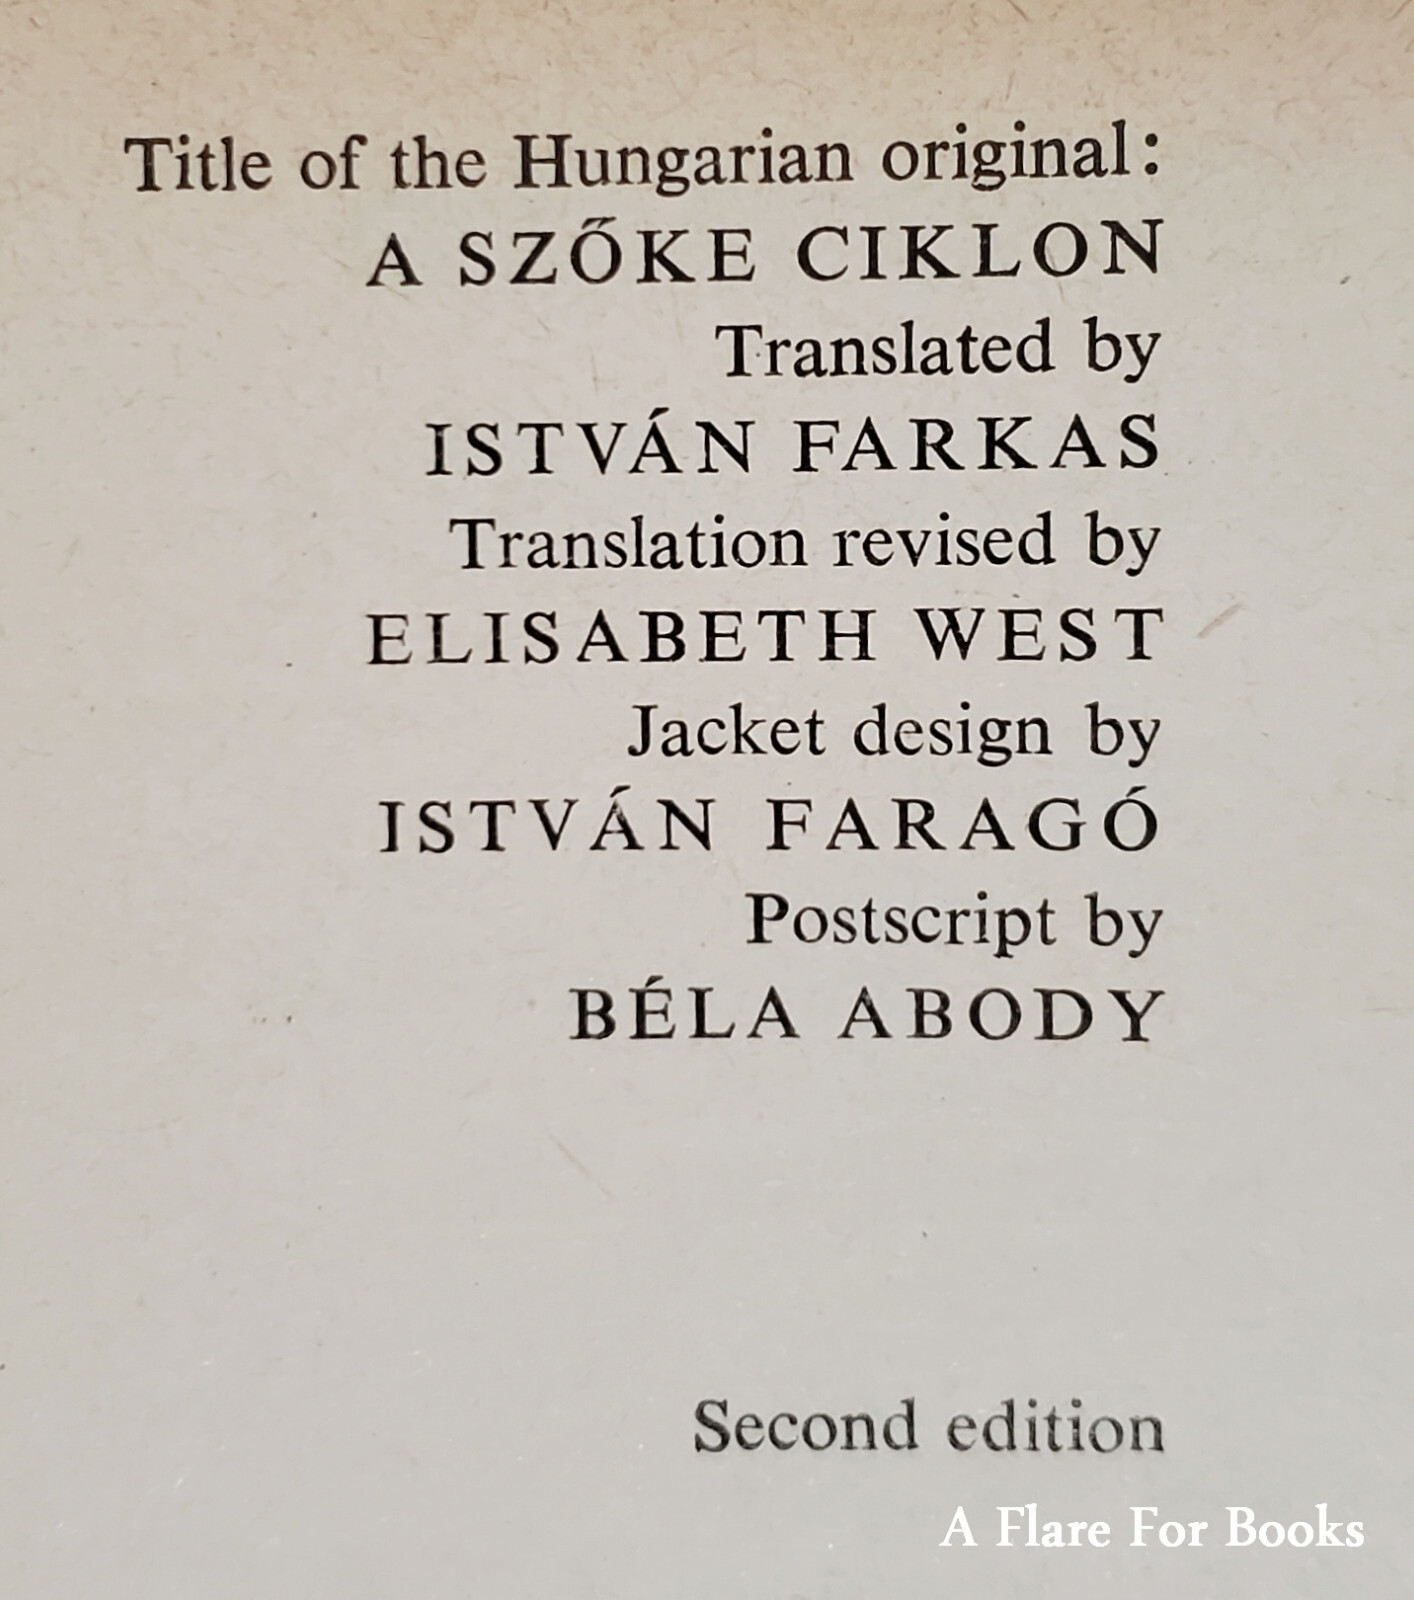 Title of the Hungarian original:
A SZŐKE CIKLON
Translated by
ISTVÁN FARKAS
Translation revised by
ELISABETH WEST
Jacket design by
ISTVÁN FARAGÓ
Postscript by
BÉLA ABODY
Second edition
A Flare For Books